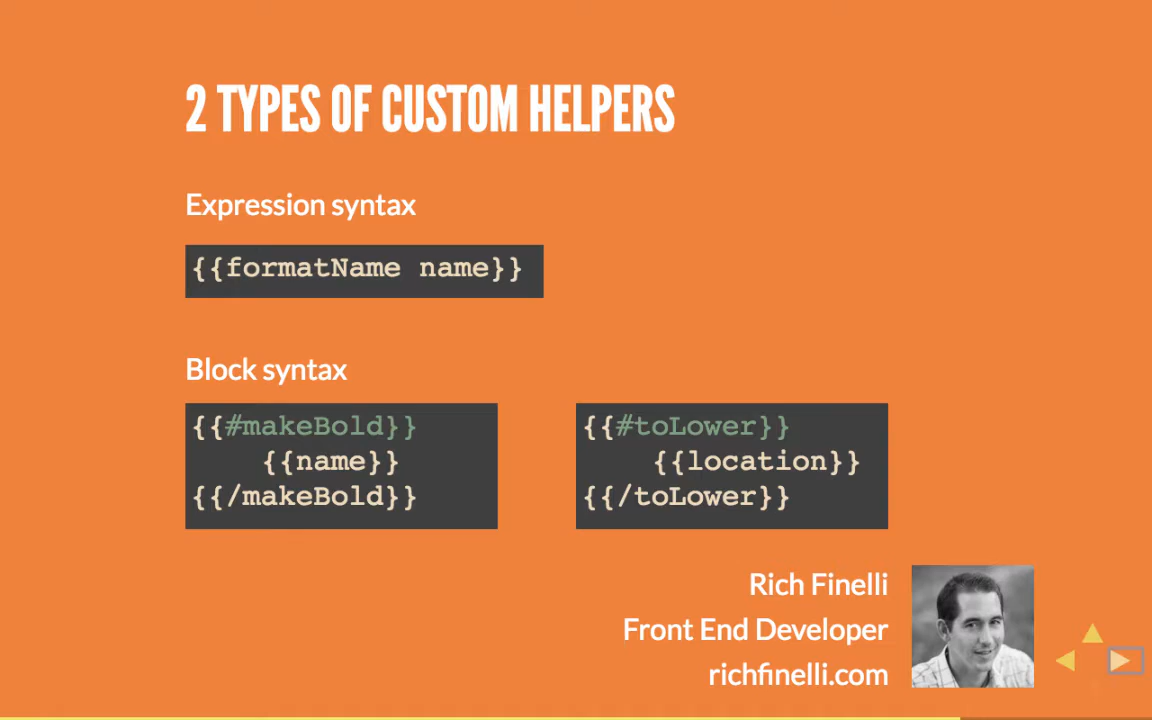 2 TYPES OF CUSTOM HELPERS
Expression syntax
{{formatName name}}
Block syntax
{{#makeBold}}
    {{name}}
{{/makeBold}}
{{#toLower}}
    {{location}}
{{/toLower}}
Rich Finelli
Front End Developer
richfinelli.com